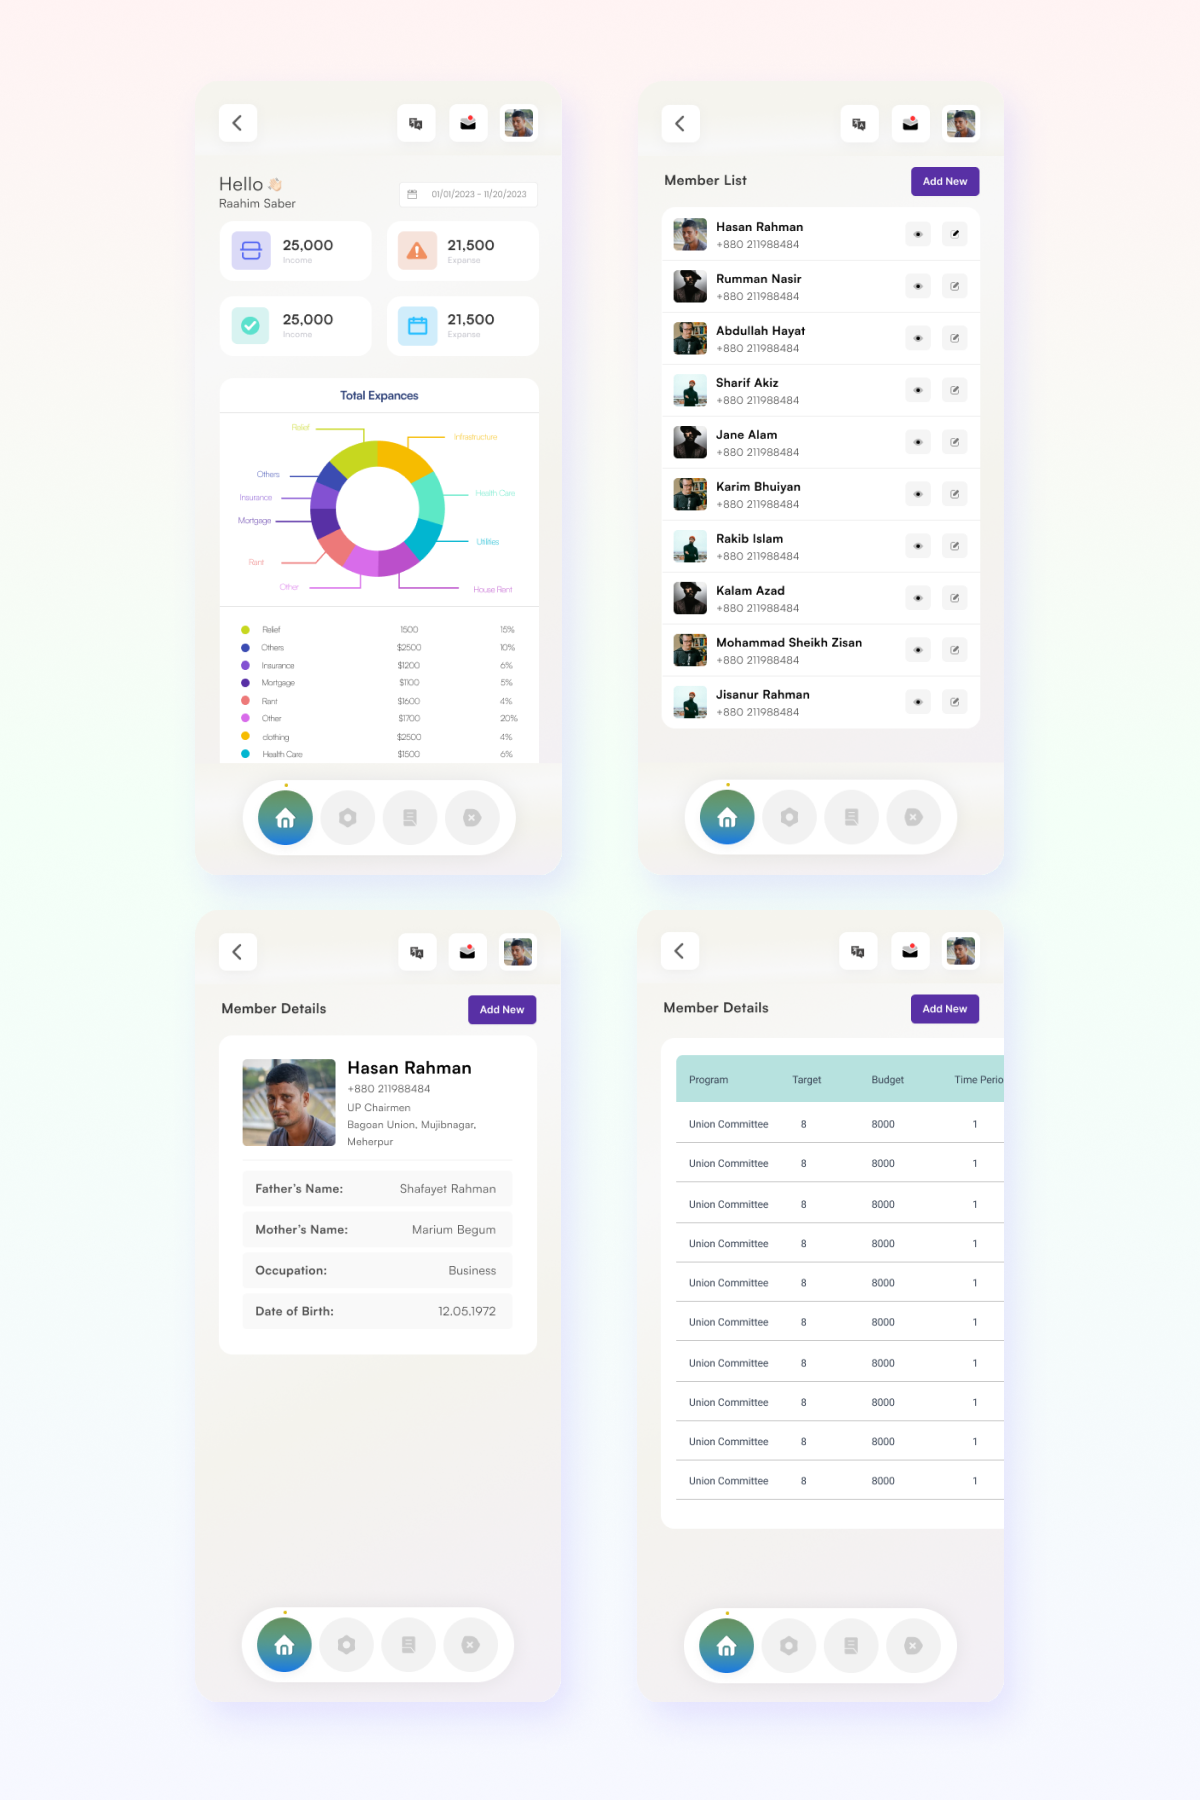 Hello 👋🏻
Raahim Saber
01/01/2023 - 11/20/2023
25,000
Income
21,500
Expanse
25,000
Income
21,500
Expanse
Total Expances
Relief
Infrastructure
Others
Health Care
Insurance
Mortgage
Utilities
Rant
Other
House Rent
Relief 1500 15%
Others $2500 10%
Insurance $1200 6%
Mortgage $1100 5%
Rant $1600 4%
Other $1700 20%
clothing $2500 4%
Health Care $1500 6%
Member List
Add New
Hasan Rahman
+880 211988484
Rumman Nasir
+880 211988484
Abdullah Hayat
+880 211988484
Sharif Akiz
+880 211988484
Jane Alam
+880 211988484
Karim Bhuiyan
+880 211988484
Rakib Islam
+880 211988484
Kalam Azad
+880 211988484
Mohammad Sheikh Zisan
+880 211988484
Jisanur Rahman
+880 211988484
Member Details
Add New
Hasan Rahman
+880 211988484
UP Chairmen
Bagoan Union, Mujibnagar,
Meherpur
Father's Name: Shafayet Rahman
Mother's Name: Marium Begum
Occupation: Business
Date of Birth: 12.05.1972
Member Details
Add New
Program Target Budget Time Perio
Union Committee 8 8000 1
Union Committee 8 8000 1
Union Committee 8 8000 1
Union Committee 8 8000 1
Union Committee 8 8000 1
Union Committee 8 8000 1
Union Committee 8 8000 1
Union Committee 8 8000 1
Union Committee 8 8000 1
Union Committee 8 8000 1